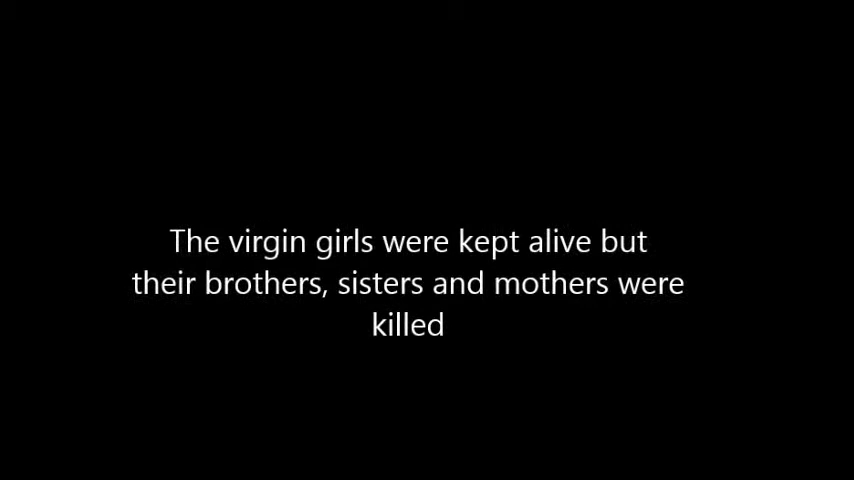 The virgin girls were kept alive but
their brothers, sisters and mothers were
killed